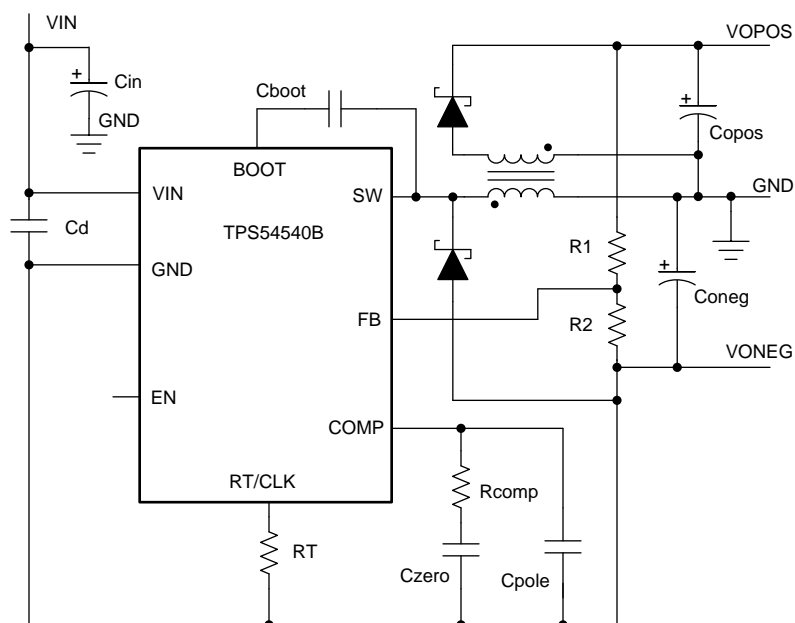 VIN
VOPOS
+
Cin
Cboot
+
Copos
GND
BOOT
VIN
SW
GND
Cd
TPS54540B
R1
+
GND
Coneg
FB
R2
VONEG
EN
COMP
RT/CLK
Rcomp
RT
Czero
Cpole